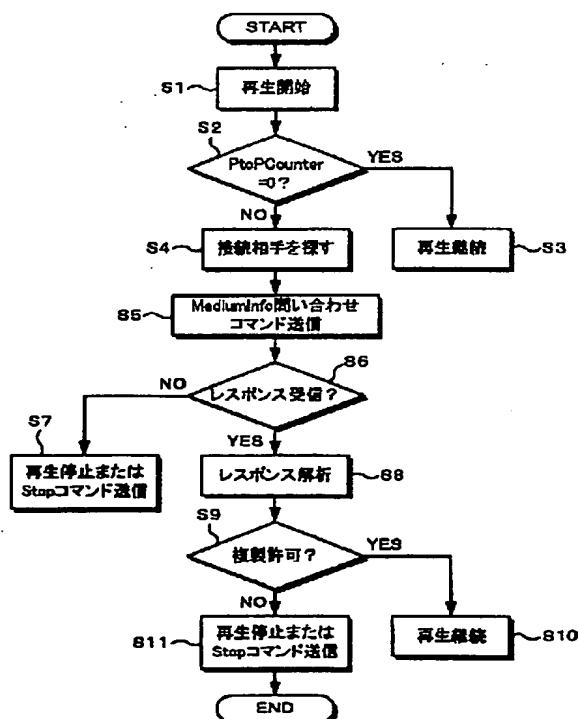 START
S1
再生開始
S2
PtoPCounter
=0?
YES
NO
S4
接続相手を探す
再生継続
S3
S5
MediumInfo問い合わせ
コマンド送信
S6
NO
レスポンス受信?
S7
YES
再生停止または
Stopコマンド送信
レスポンス解析
S8
S9
複製許可?
YES
NO
S11
再生停止または
Stopコマンド送信
再生継続
S10
END